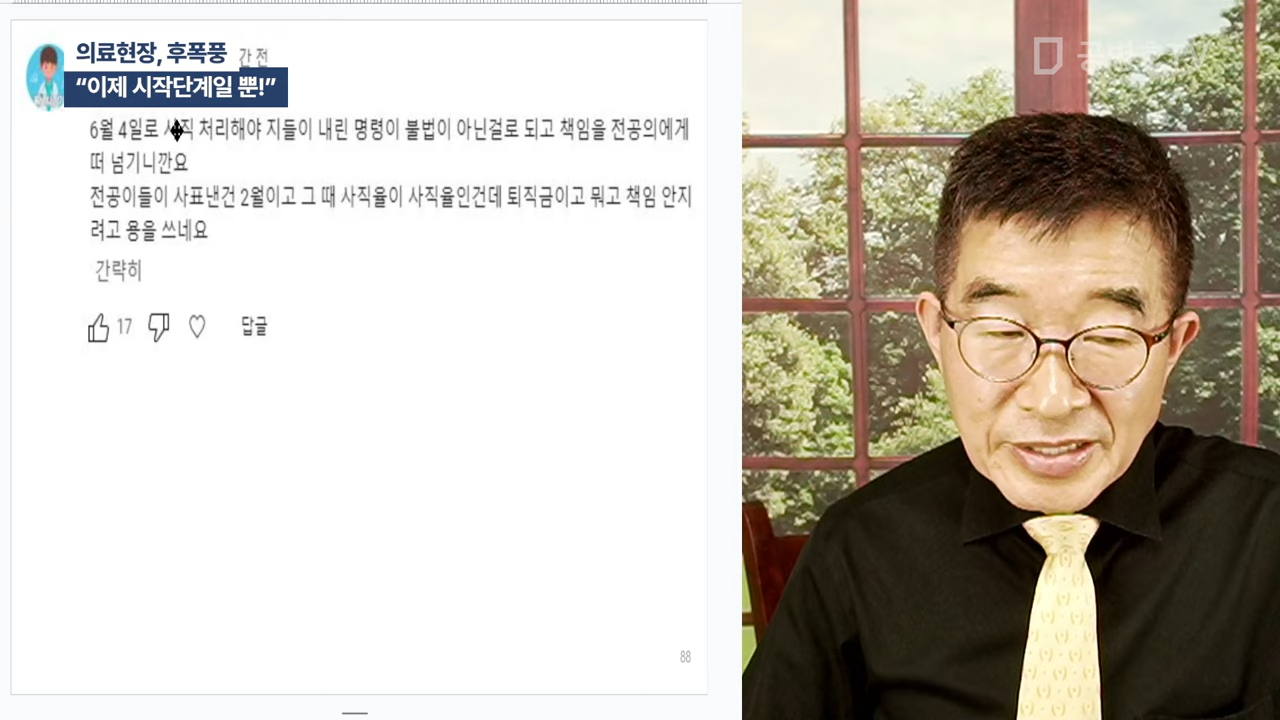 의료현장, 후폭풍
간 전
“이제 시작단계일 뿐!”
6월 4일로 사직 처리해야 지들이 내린 명령이 불법이 아닌걸로 되고 책임을 전공의에게
떠 넘기니깐요
전공이들이 사표낸건 2월이고 그 때 사직율이 사직율인건데 퇴직금이고 뭐고 책임 안지
려고 용을 쓰네요
간략히
17
답글
88